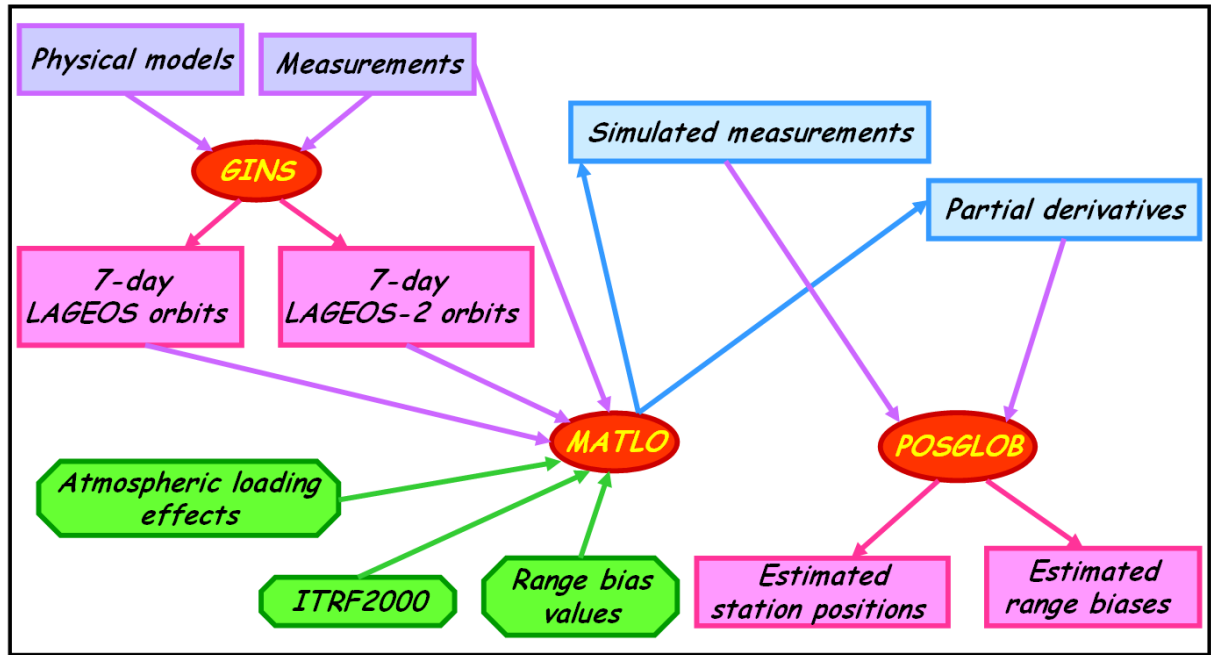 Physical models
Measurements
Simulated measurements
GINS
Partial derivatives
7-day
LAGEOS orbits
7-day
LAGEOS-2 orbits
MATLO
POSGLOB
Atmospheric loading
effects
ITRF2000
Range bias
values
Estimated
station positions
Estimated
range biases